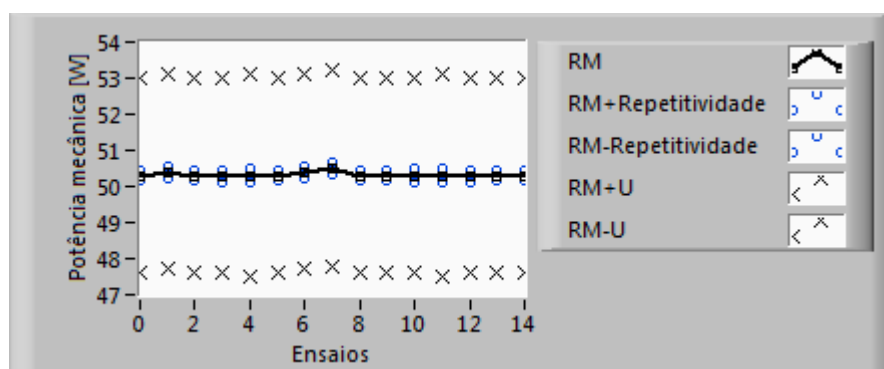 Potência mecânica [W]
54
53
52
51
50
49
48
47
0 2 4 6 8 10 12 14
Ensaios
RM
RM+Repetitividade
RM-Repetitividade
RM+U
RM-U